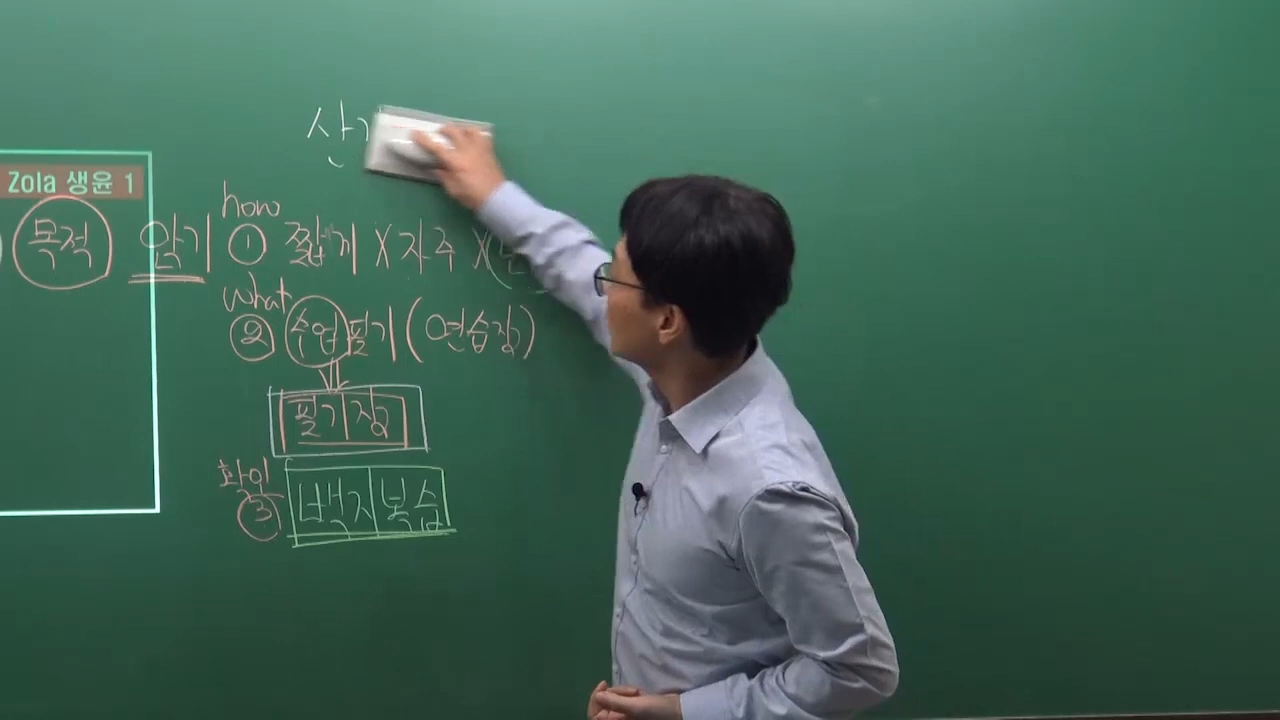 산
Zola 생윤 1
how
목적 암기 ① 짧게 X 자주 X(
what
② 수업필기(연습장)
필기장
확인
③ 백지복습